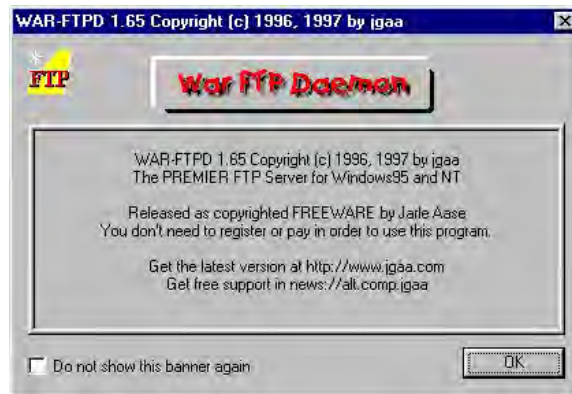 WAR-FTPD 1.65 Copyright (c) 1996, 1997 by jgaa
FTP
War FTP Daemon
WAR-FTPD 1.65 Copyright (c) 1996, 1997 by jgaa
The PREMIER FTP Server for Windows95 and NT
Released as copyrighted FREEWARE by Jarle Aase
You don't need to register or pay in order to use this program.
Get the latest version at http://www.jgaa.com
Get free support in news://alt.comp.jgaa
Do not show this banner again
OK